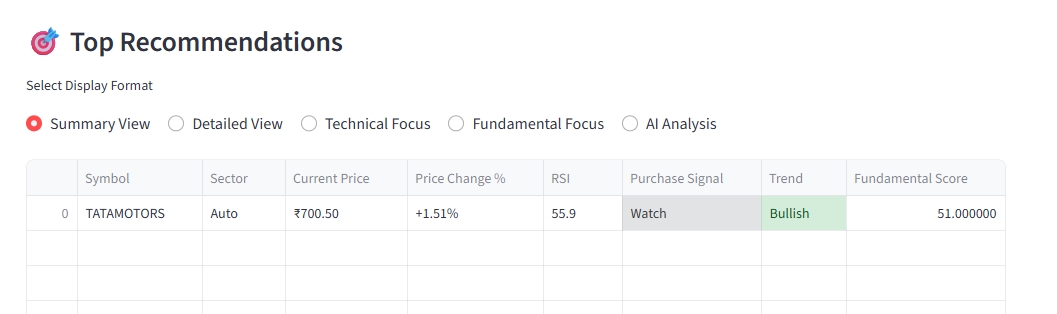 Top Recommendations
Select Display Format
Summary View Detailed View Technical Focus Fundamental Focus AI Analysis
Symbol Sector Current Price Price Change % RSI Purchase Signal Trend Fundamental Score
0 TATAMOTORS Auto ₹700.50 +1.51% 55.9 Watch Bullish 51.000000